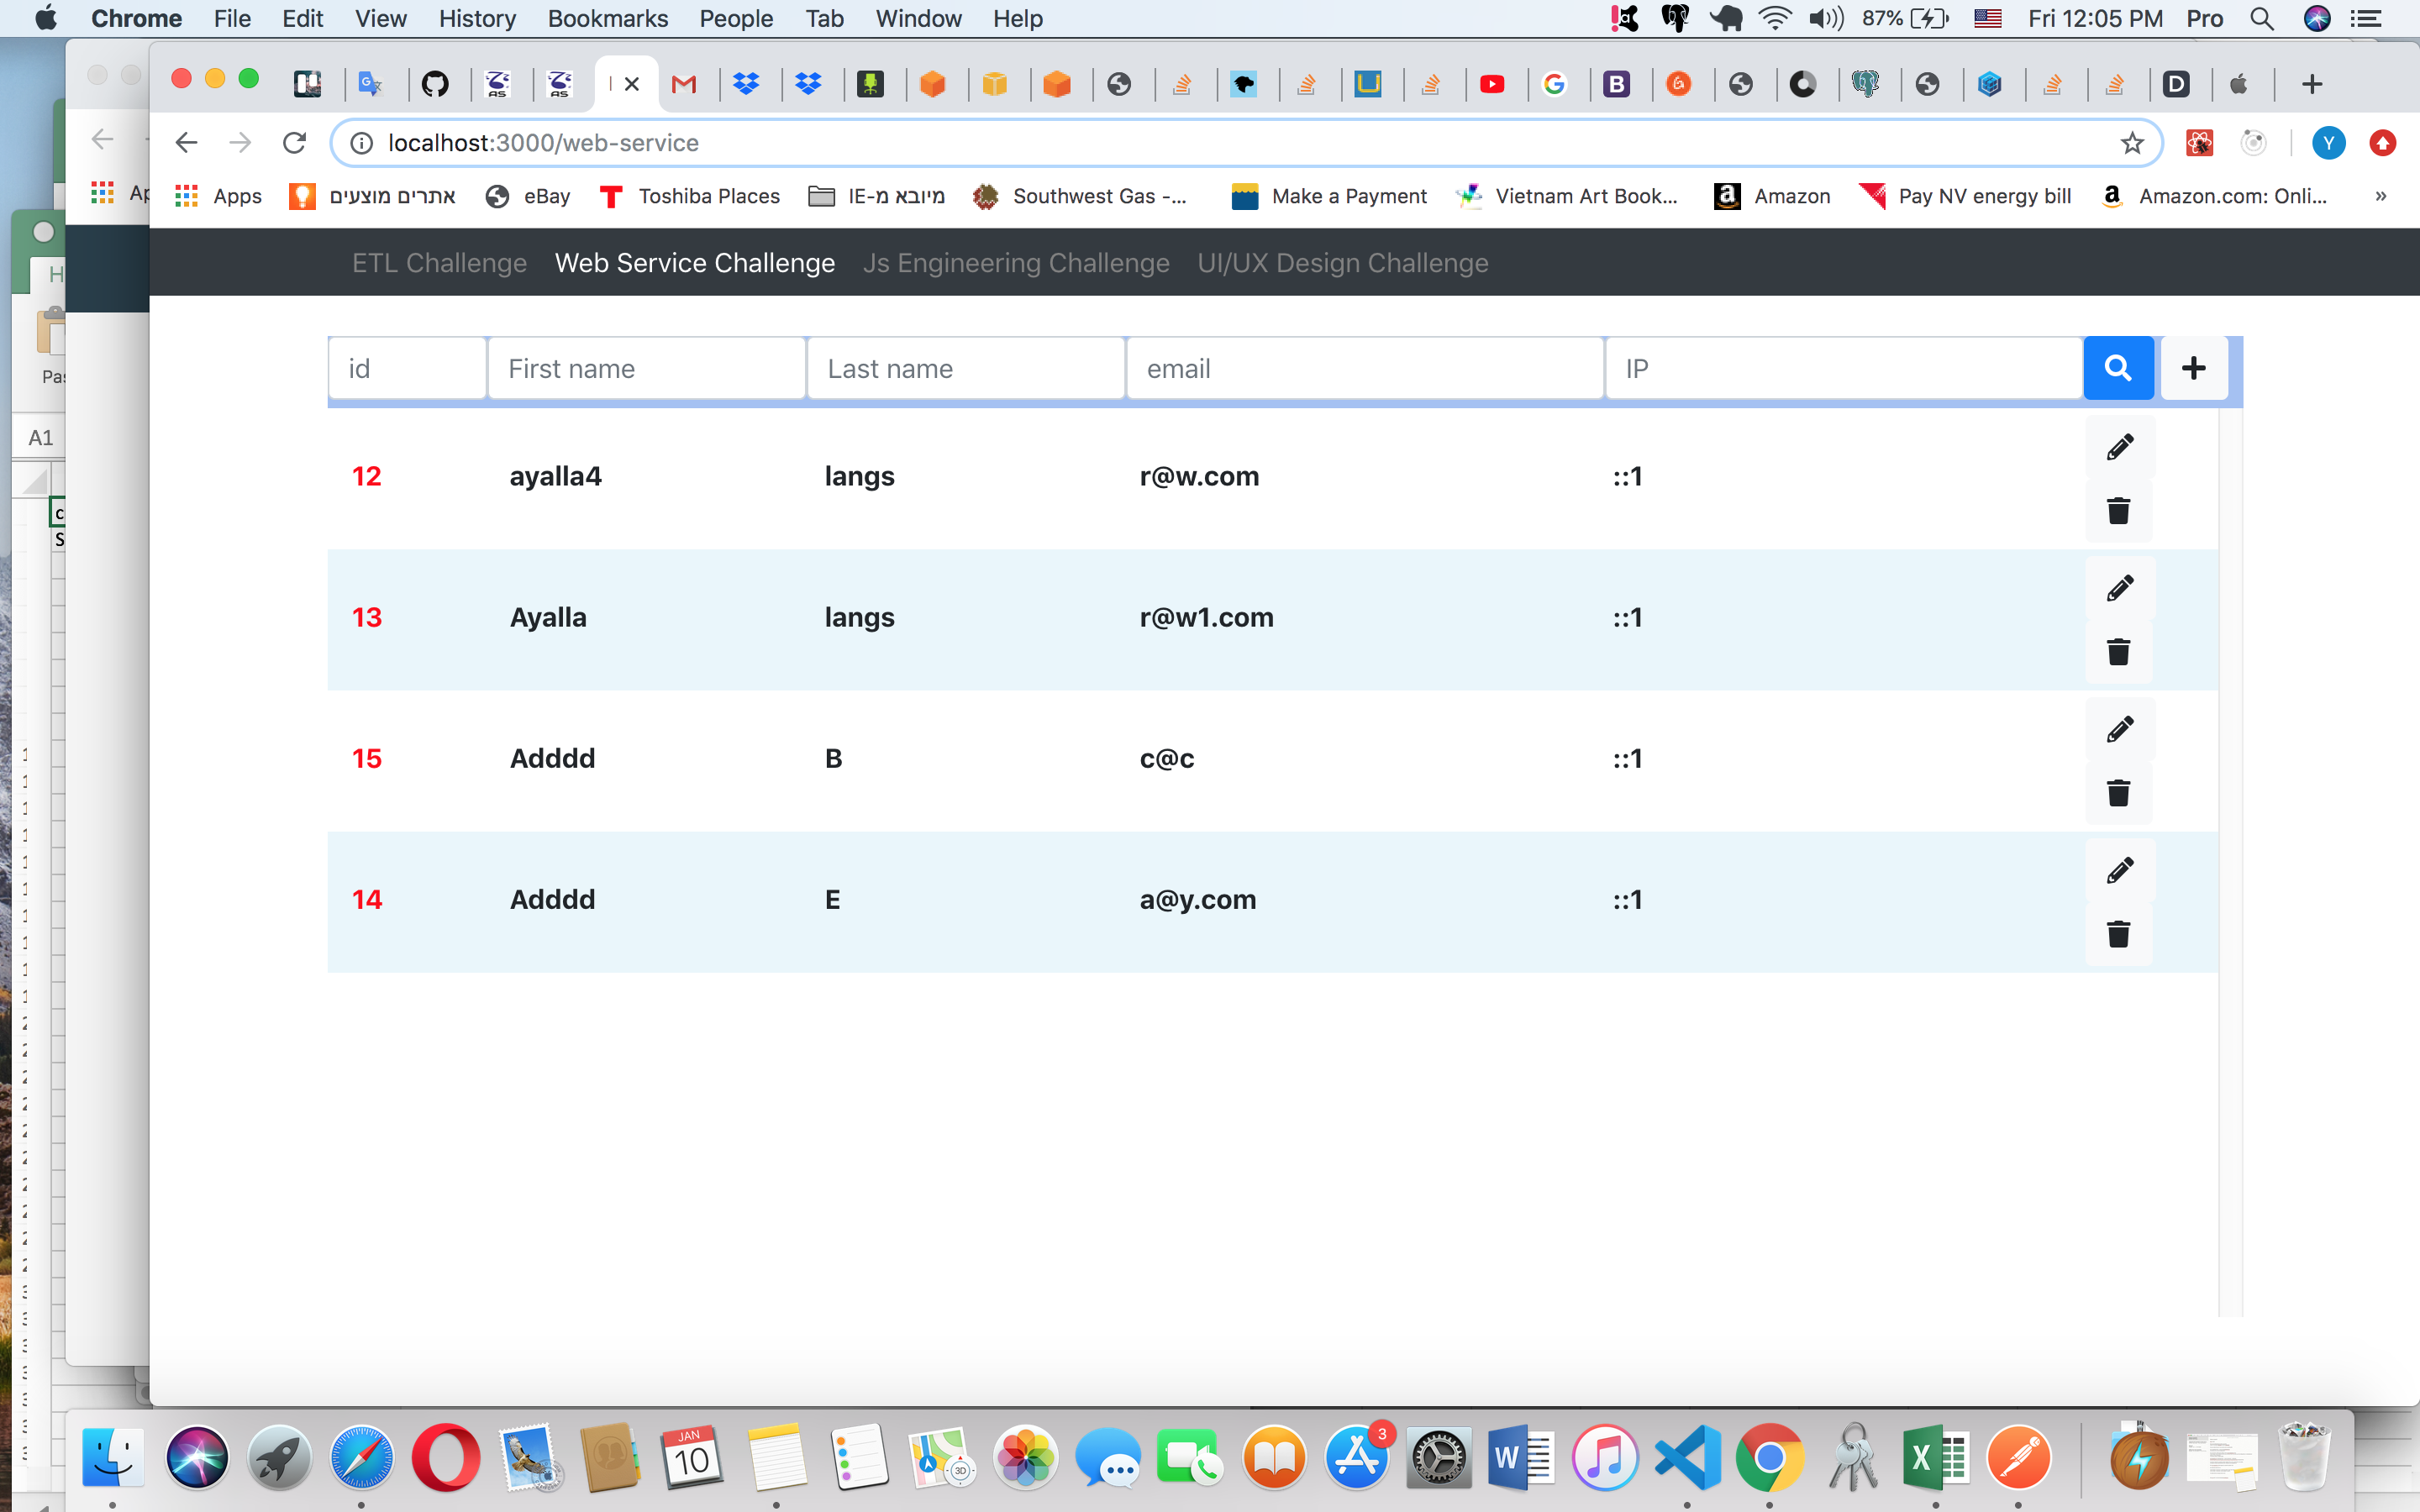 Chrome File Edit View History Bookmarks People Tab Window Help 87% Fri 12:05 PM Pro
localhost:3000/web-service Y
Apps אתרים מוצעים eBay Toshiba Places מיובא מ-IE Southwest Gas -... Make a Payment Vietnam Art Book... Amazon Pay NV energy bill Amazon.com: Onli... »
ETL Challenge Web Service Challenge Js Engineering Challenge UI/UX Design Challenge
id First name Last name email IP
A1
12 ayalla4 langs r@w.com ::1
13 Ayalla langs r@w1.com ::1
15 Adddd B c@c ::1
14 Adddd E a@y.com ::1
JAN
10
3D
3